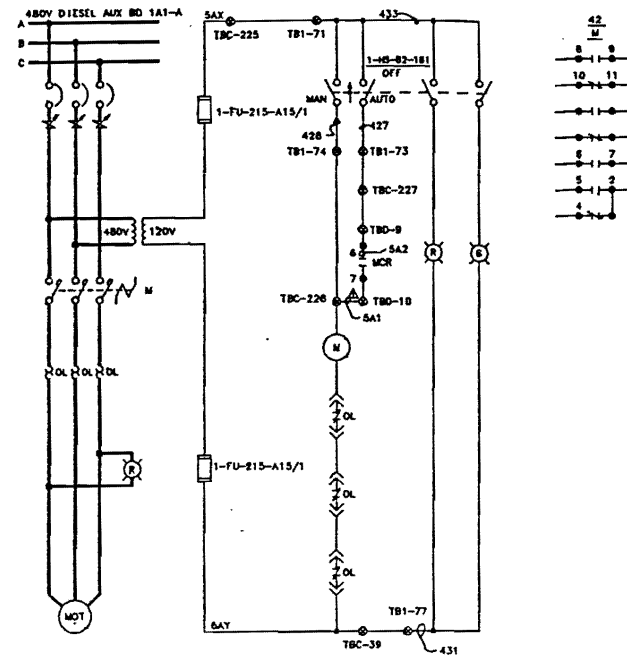 480V DIESEL AUX BD 1A1-A
5AX
433
42
M
A
B
C
TBC-225
TB1-71
1-HS-82-181
OFF
8 9
10 11
MAN
AUTO
1-FU-215-A15/1
428
427
TB1-74
TB1-73
6 7
TBC-227
5 2
4
480V
120V
TBD-9
6
5A2
MCR
R
G
7
M
TBC-226
TBD-10
5A1
M
OL
OL
OL
OL
R
1-FU-215-A15/1
OL
OL
MOT
6AY
TB1-77
TBC-39
431